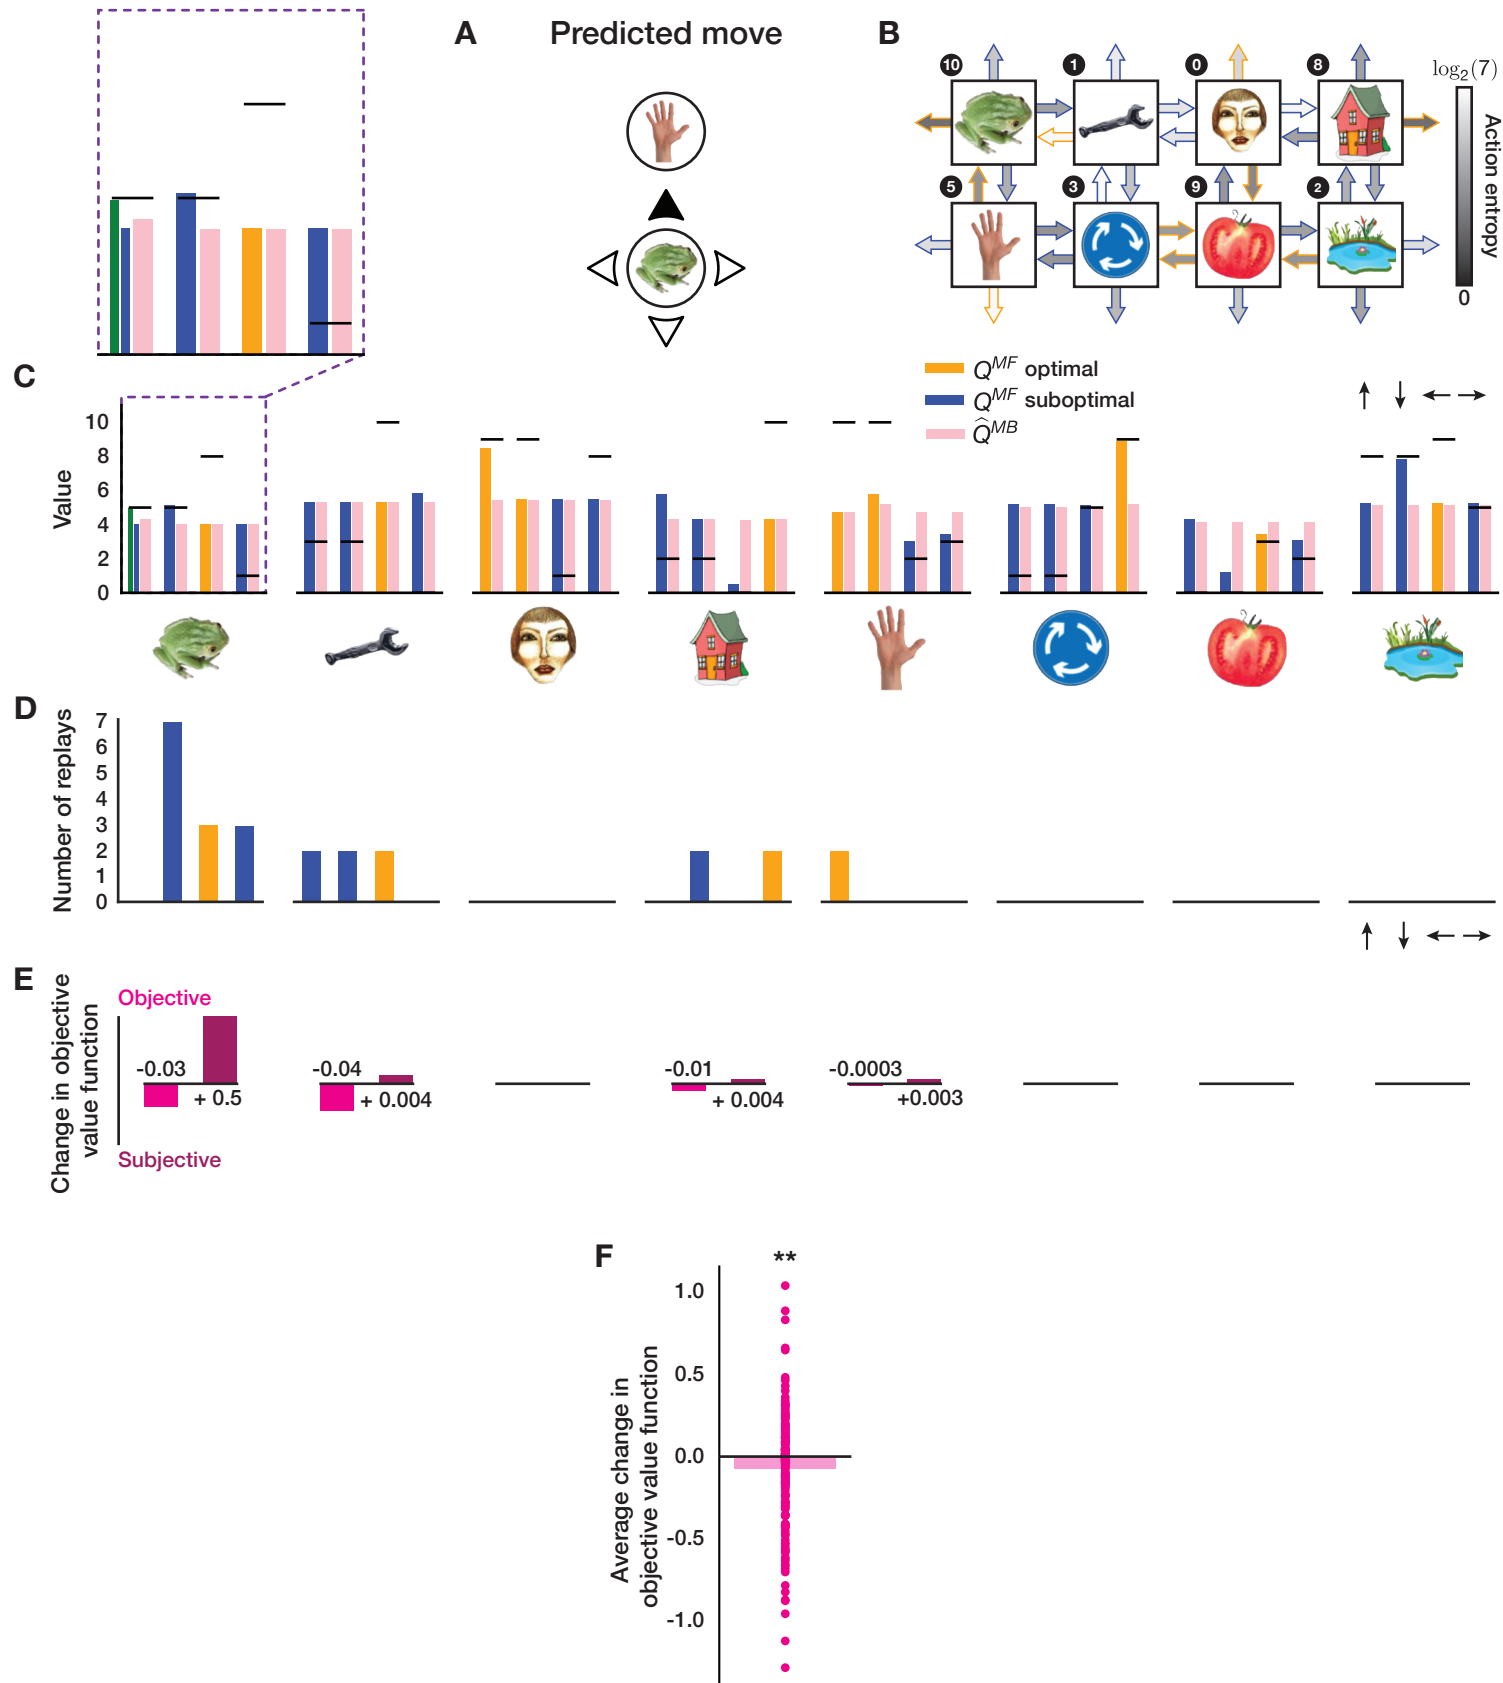 A
Predicted move
B
10
1
0
8
5
3
9
2
log₂(7)
Action entropy
0
C
Q^MF optimal
Q^MF suboptimal
Q̂^MB
↑ ↓ ← →
Value
10
8
6
4
2
0
D
Number of replays
7
6
5
4
3
2
1
0
↑ ↓ ← →
E
Change in objective
value function
Objective
-0.03
+ 0.5
-0.04
+ 0.004
-0.01
+ 0.004
-0.0003
+0.003
Subjective
F
**
Average change in
objective value function
1.0
0.5
0.0
-0.5
-1.0